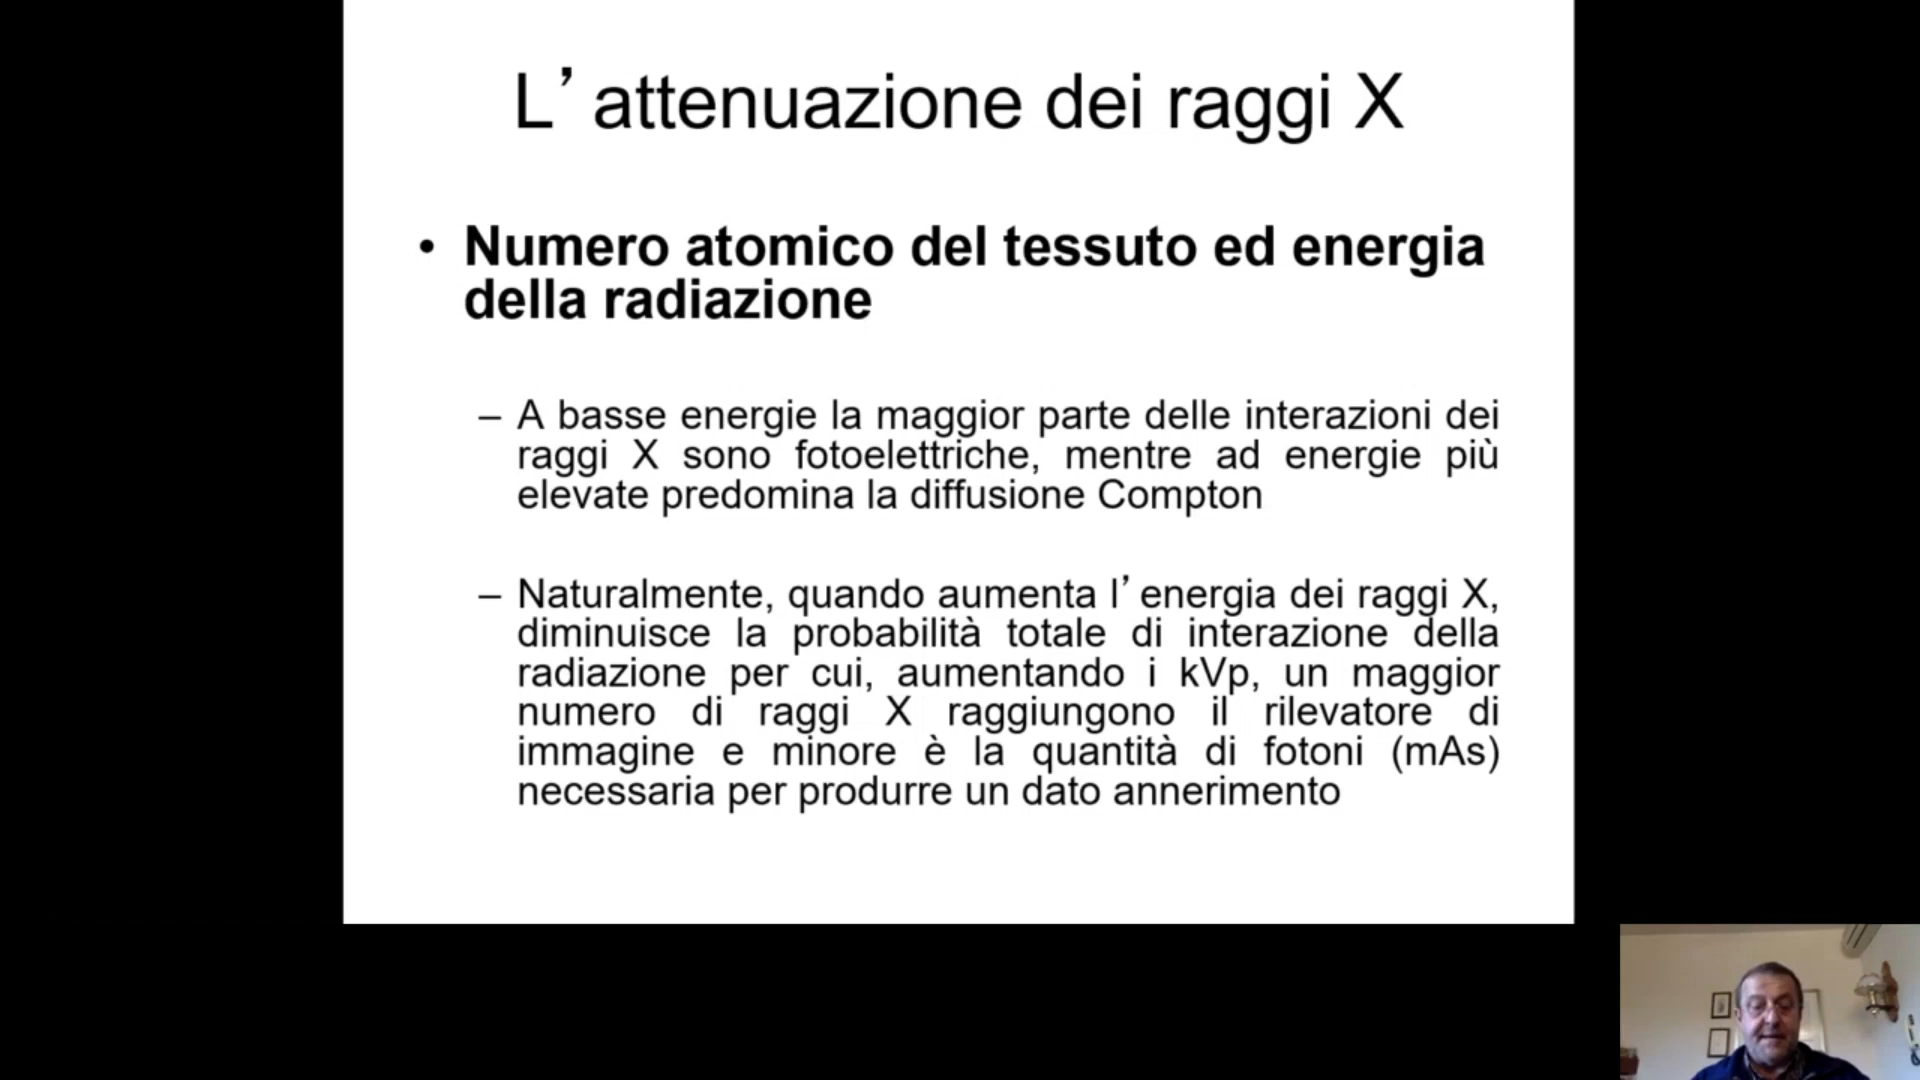 L’ attenuazione dei raggi X
• Numero atomico del tessuto ed energia
della radiazione
– A basse energie la maggior parte delle interazioni dei
raggi X sono fotoelettriche, mentre ad energie più
elevate predomina la diffusione Compton
– Naturalmente, quando aumenta l’ energia dei raggi X,
diminuisce la probabilità totale di interazione della
radiazione per cui, aumentando i kVp, un maggior
numero di raggi X raggiungono il rilevatore di
immagine e minore è la quantità di fotoni (mAs)
necessaria per produrre un dato annerimento